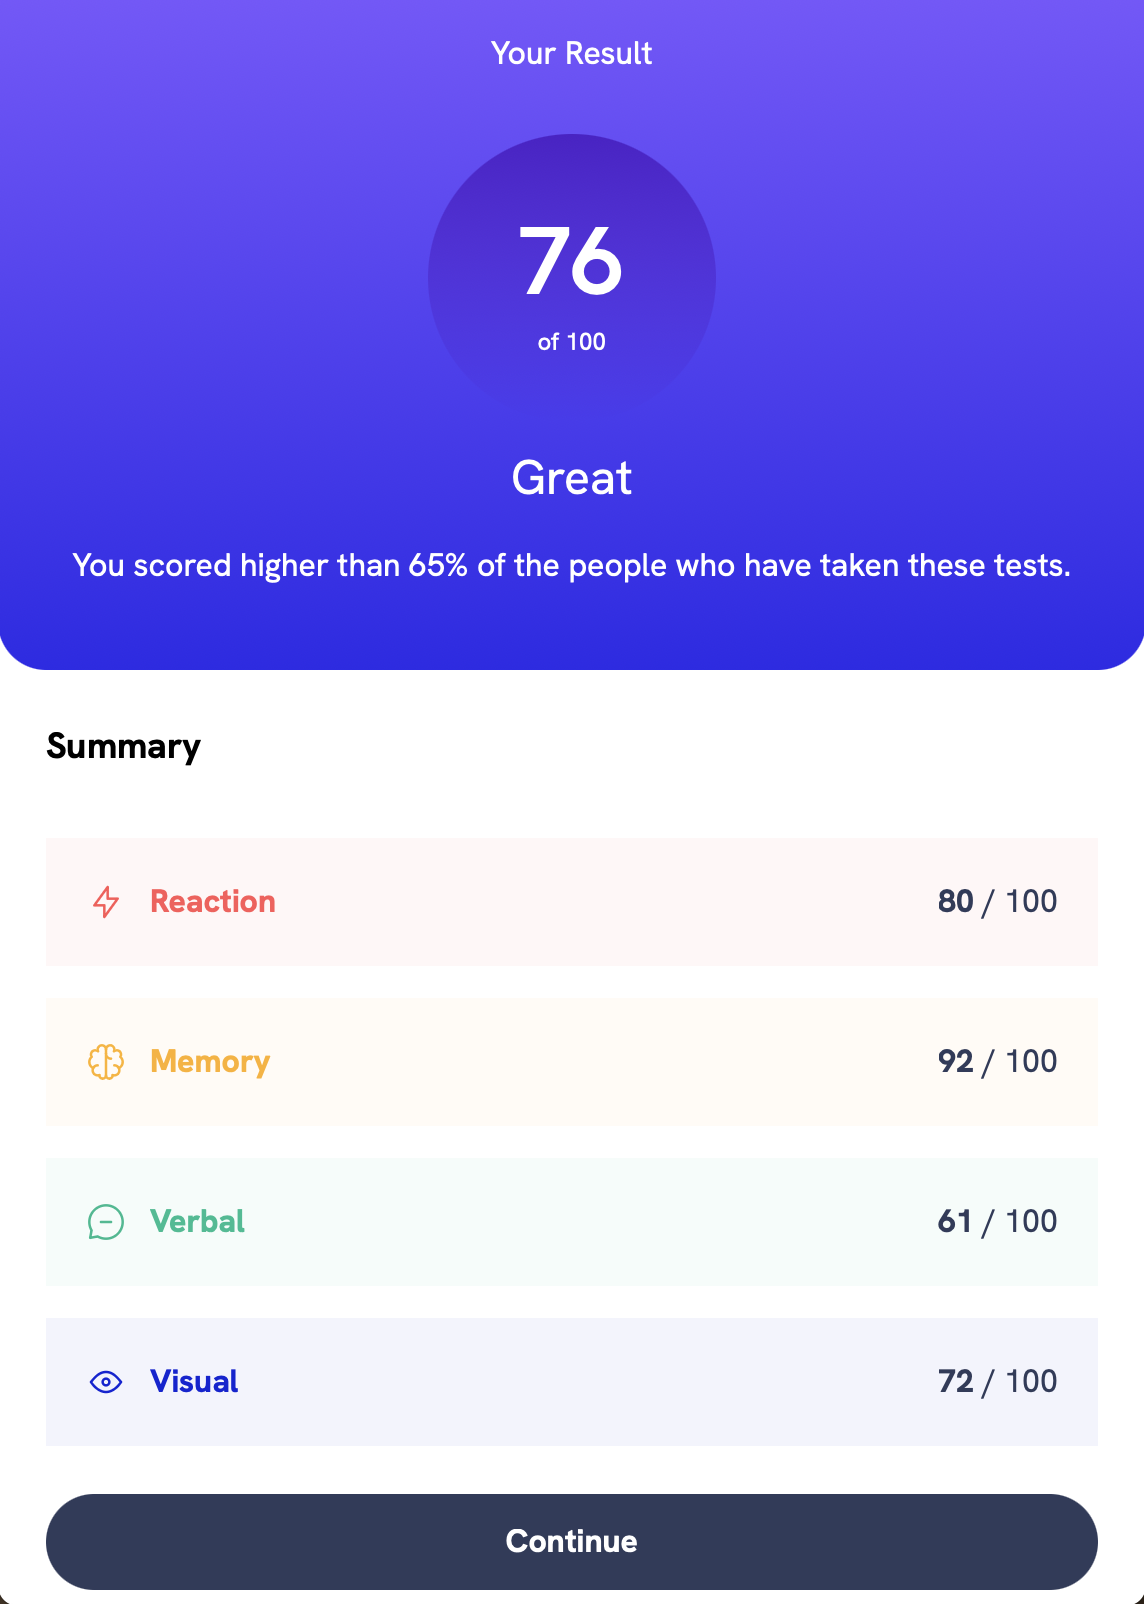 Your Result
76
of 100
Great
You scored higher than 65% of the people who have taken these tests.
Summary
Reaction 80 / 100
Memory 92 / 100
Verbal 61 / 100
Visual 72 / 100
Continue